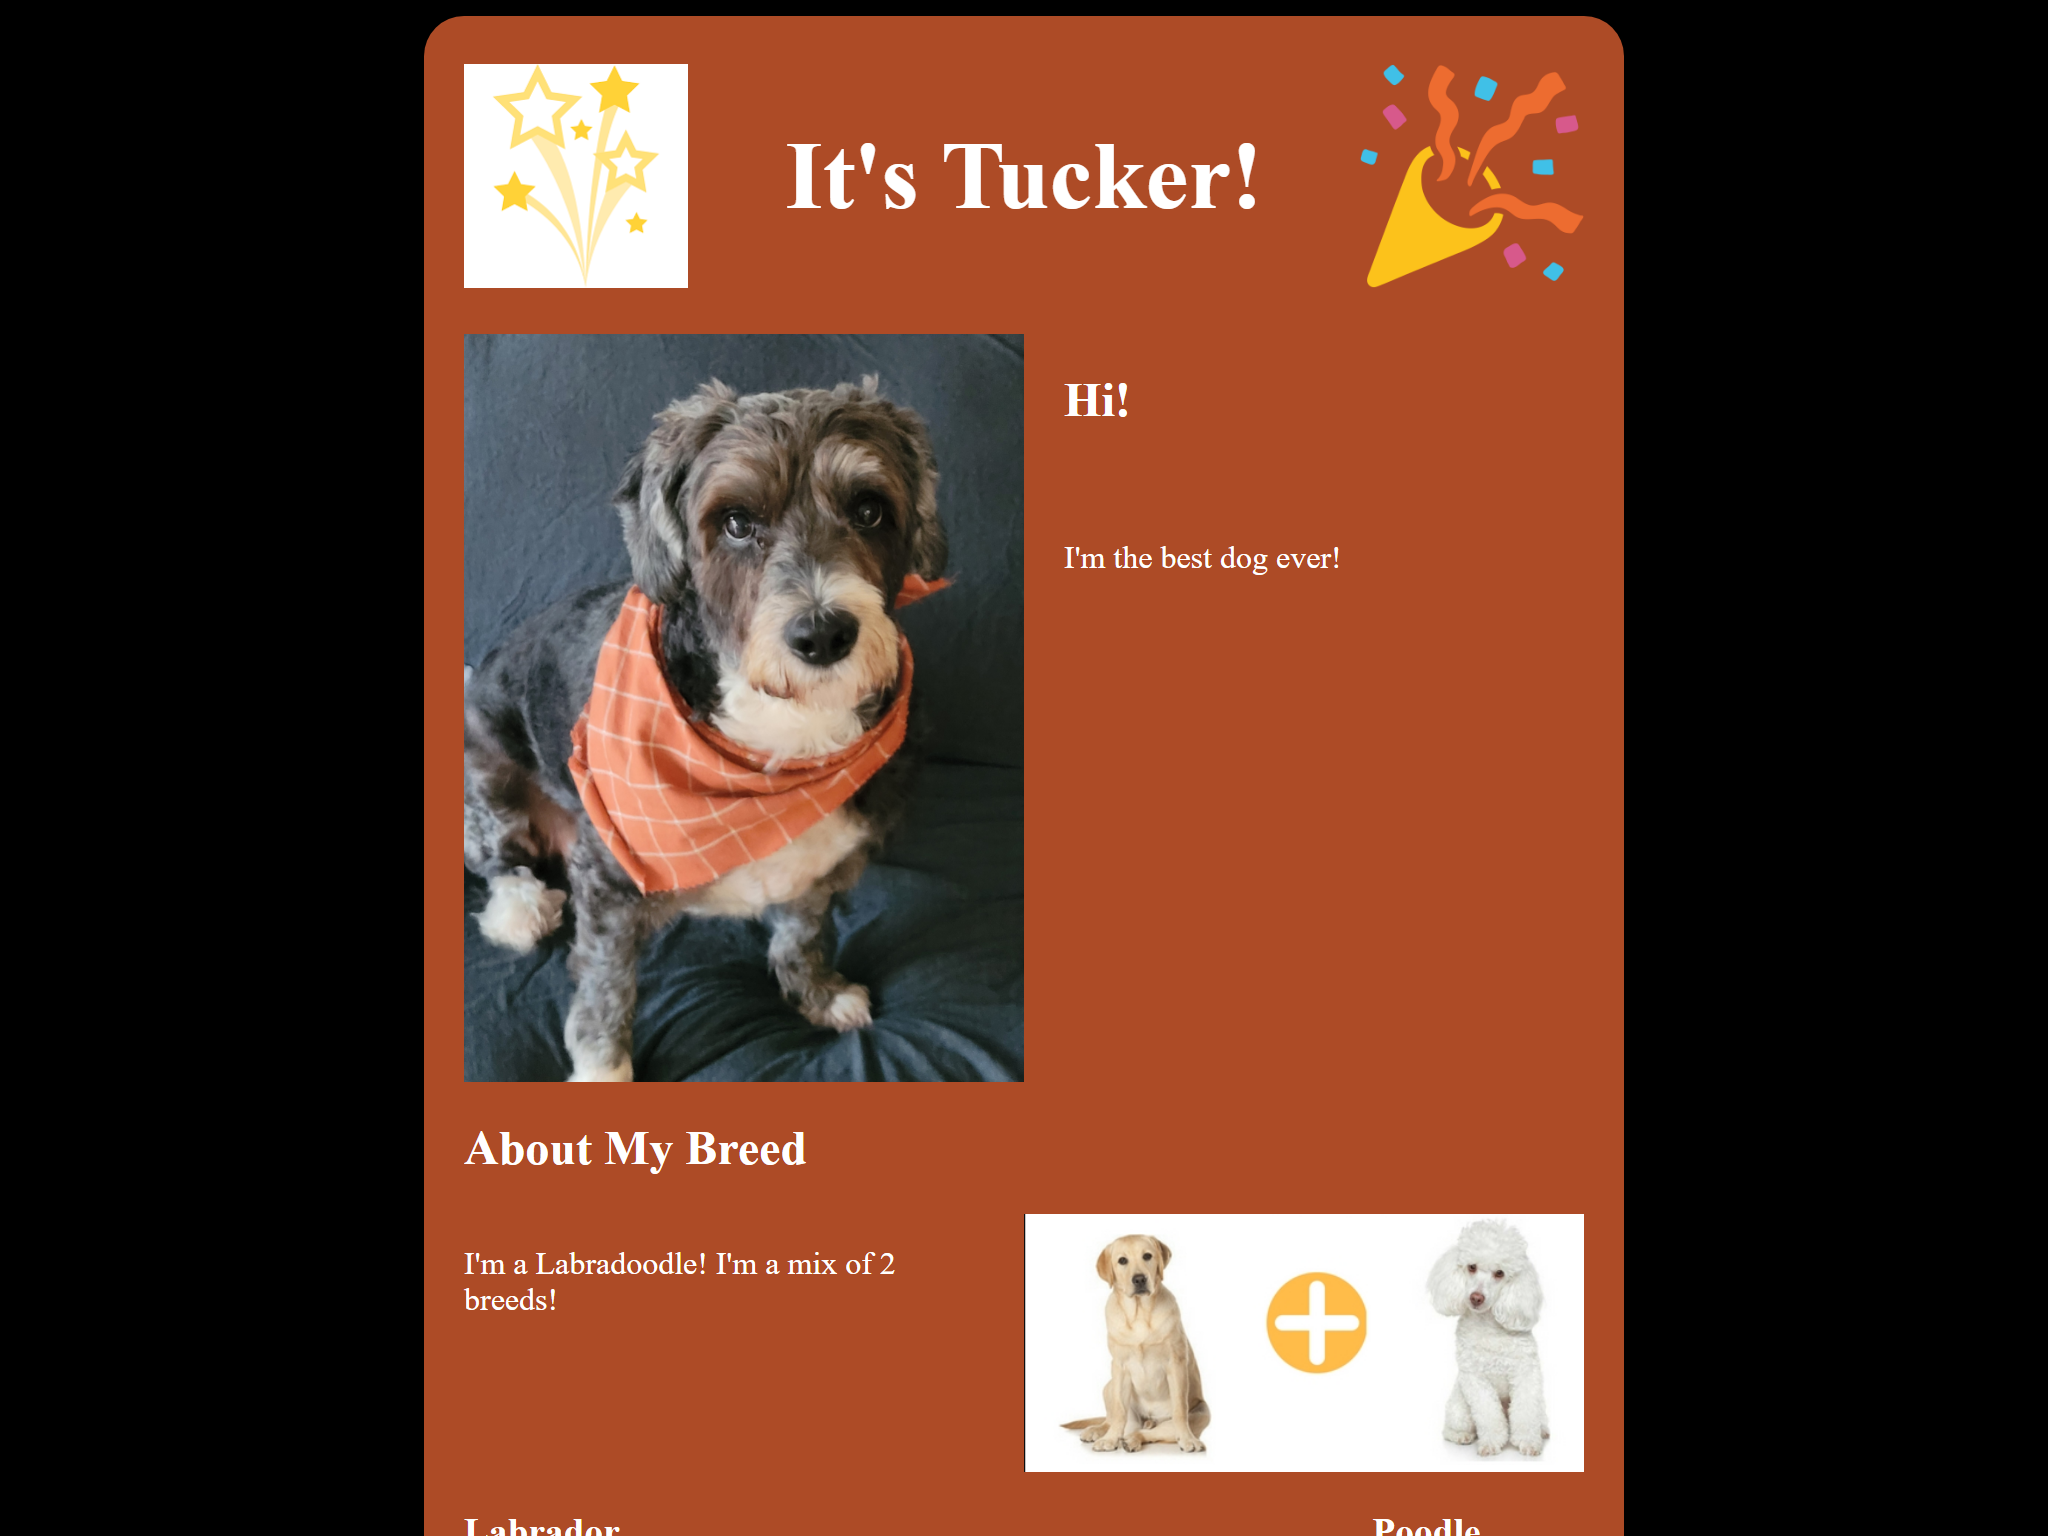 It's Tucker!
Hi!
I'm the best dog ever!
About My Breed
I'm a Labradoodle! I'm a mix of 2
breeds!
Labrador
Poodle